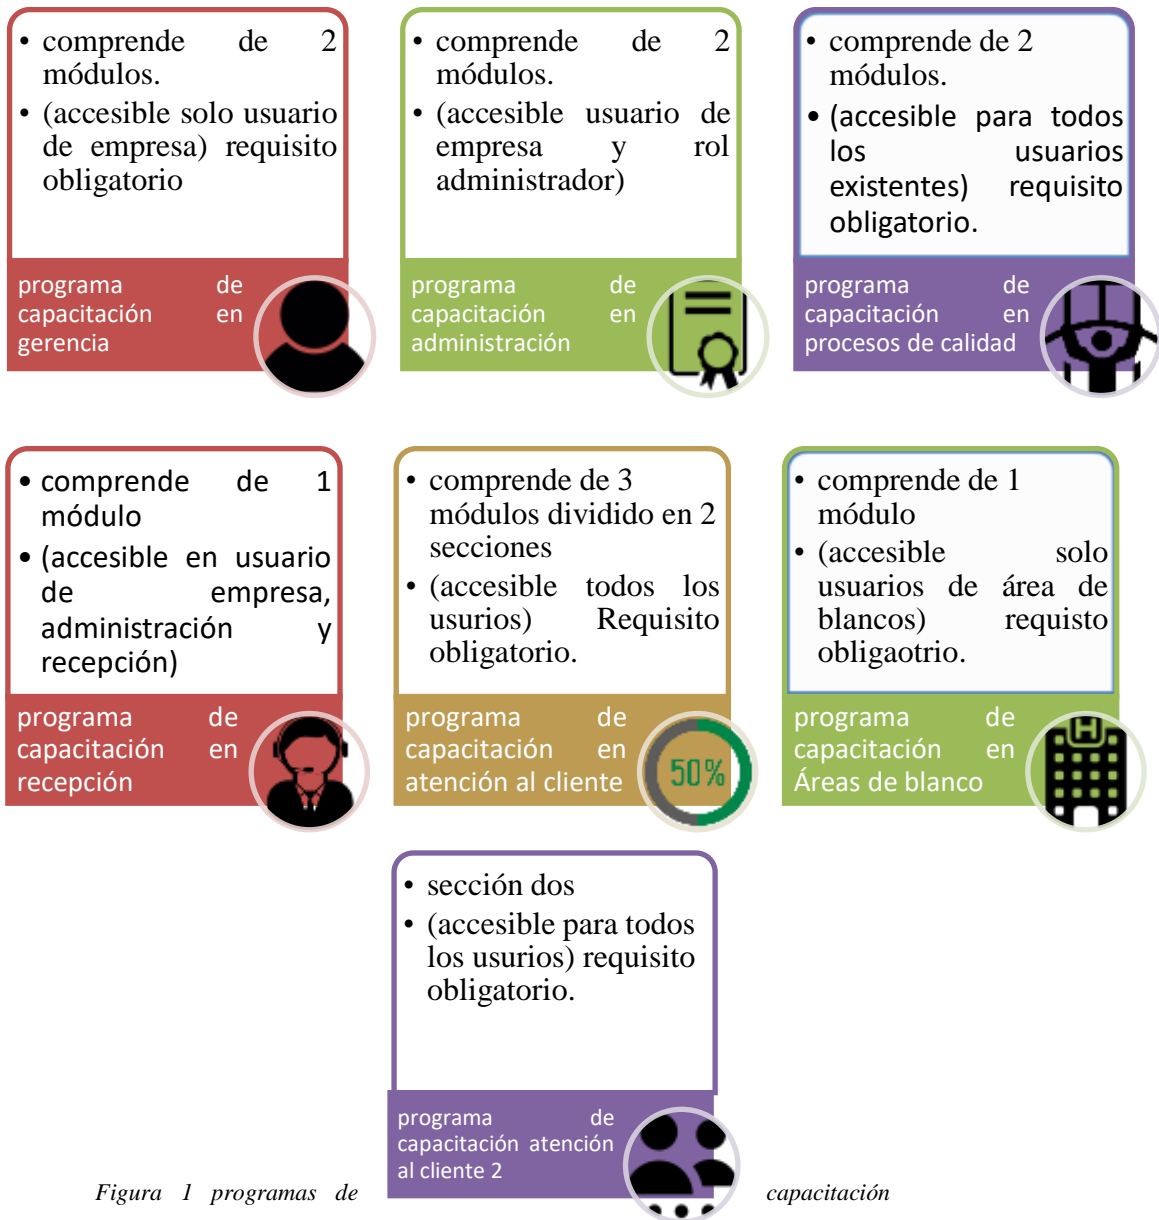 • comprende de 2
módulos.
• (accesible solo usuario
de empresa) requisito
obligatorio
programa de
capacitación en
gerencia
• comprende de 2
módulos.
• (accesible usuario de
empresa y rol
administrador)
programa de
capacitación en
administración
• comprende de 2
módulos.
• (accesible para todos
los usuarios
existentes) requisito
obligatorio.
programa de
capacitación en
procesos de calidad
• comprende de 1
módulo
• (accesible en usuario
de empresa,
administración y
recepción)
programa de
capacitación en
recepción
• comprende de 3
módulos dividido en 2
secciones
• (accesible todos los
usurios) Requisito
obligatorio.
programa de
capacitación en
atención al cliente
50%
• comprende de 1
módulo
• (accesible solo
usuarios de área de
blancos) requisto
obligaotrio.
programa de
capacitación en
Áreas de blanco
H
• sección dos
• (accesible para todos
los usurios) requisito
obligatorio.
programa de
capacitación atención
al cliente 2
Figura 1 programas de capacitación